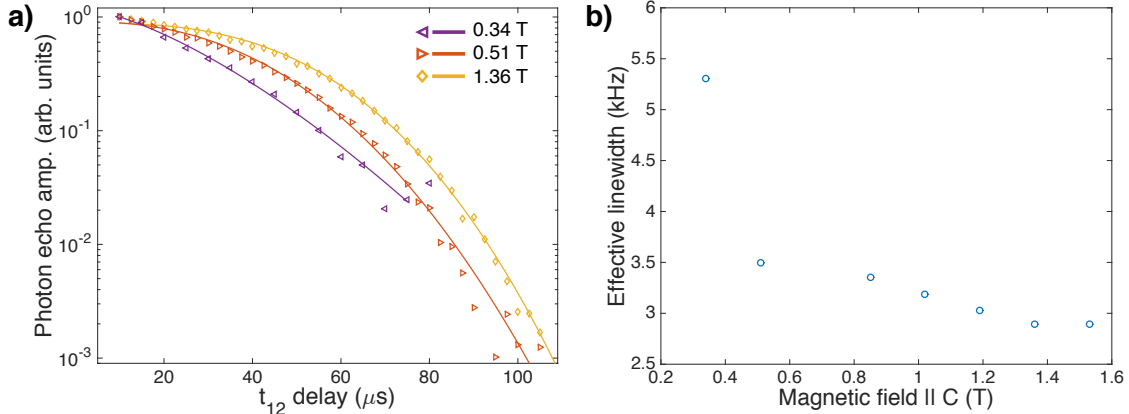 a)
Photon echo amp. (arb. units)
10⁰
10⁻¹
10⁻²
10⁻³
20 40 60 80 100
t₁₂ delay (μs)
0.34 T
0.51 T
1.36 T
b)
Effective linewidth (kHz)
6
5.5
5
4.5
4
3.5
3
2.5
0.2 0.4 0.6 0.8 1 1.2 1.4 1.6
Magnetic field II C (T)